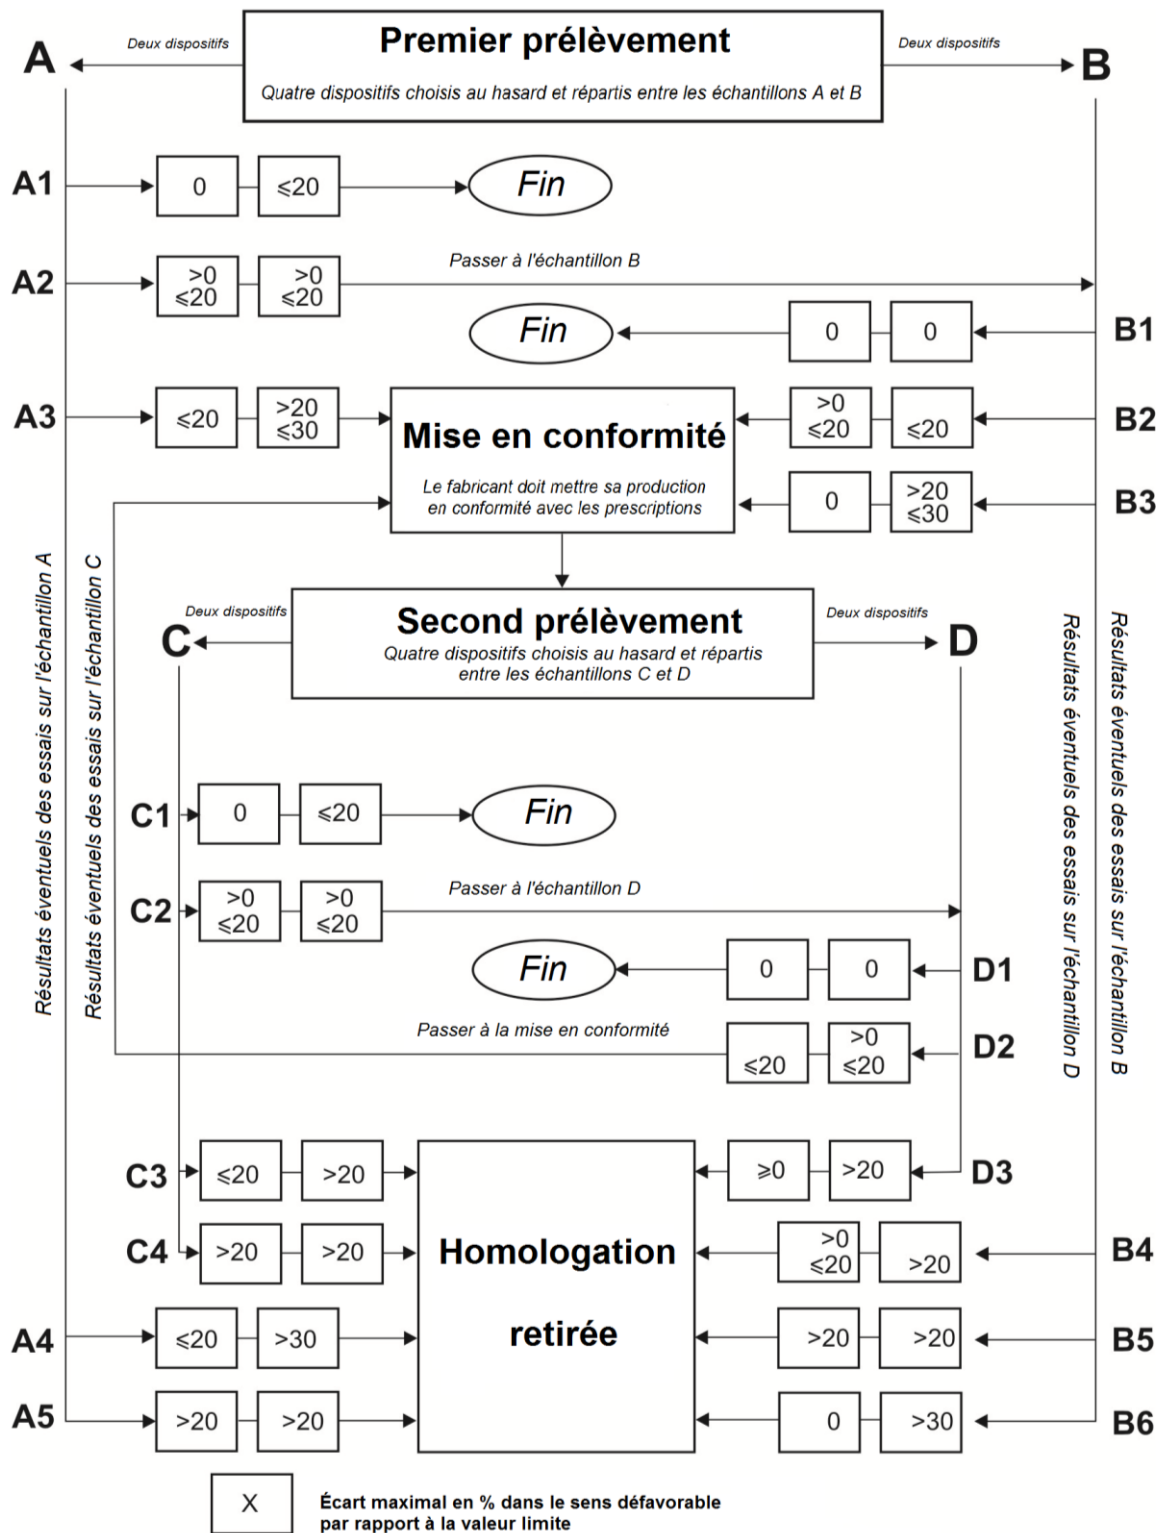 Premier prélèvement
Quatre dispositifs choisis au hasard et répartis entre les échantillons A et B
A
Deux dispositifs
Deux dispositifs
B
A1
0
⩽20
Fin
A2
>0
⩽20
>0
⩽20
Passer à l'échantillon B
Fin
0
0
B1
A3
⩽20
>20
⩽30
Mise en conformité
Le fabricant doit mettre sa production
en conformité avec les prescriptions
>0
⩽20
⩽20
B2
0
>20
⩽30
B3
Résultats éventuels des essais sur l'échantillon A
Résultats éventuels des essais sur l'échantillon C
Second prélèvement
Quatre dispositifs choisis au hasard et répartis
entre les échantillons C et D
C
Deux dispositifs
Deux dispositifs
D
Résultats éventuels des essais sur l'échantillon D
Résultats éventuels des essais sur l'échantillon B
C1
0
⩽20
Fin
C2
>0
⩽20
>0
⩽20
Passer à l'échantillon D
Fin
0
0
D1
Passer à la mise en conformité
⩽20
>0
⩽20
D2
C3
⩽20
>20
Homologation
retirée
⩾0
>20
D3
C4
>20
>20
>0
⩽20
>20
B4
A4
⩽20
>30
>20
>20
B5
A5
>20
>20
0
>30
B6
X
Écart maximal en % dans le sens défavorable
par rapport à la valeur limite